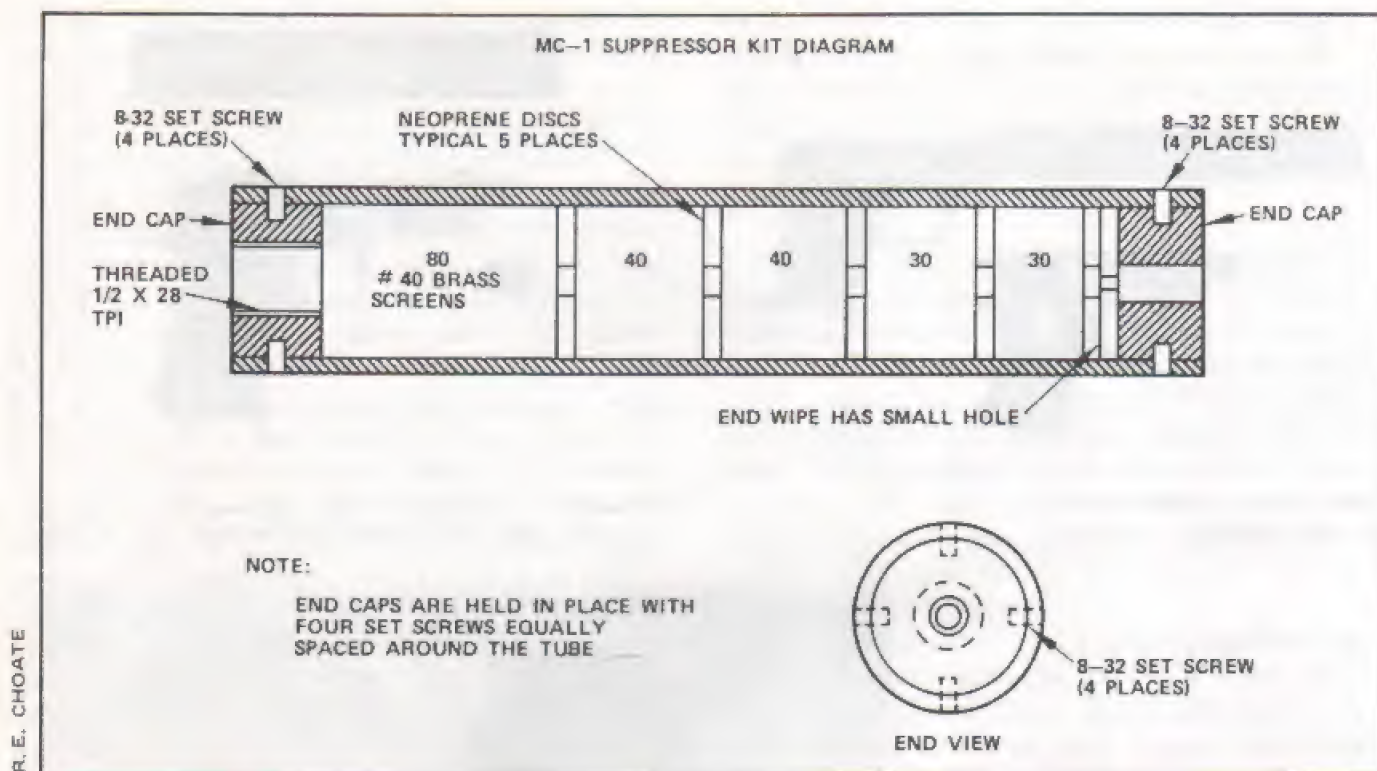 MC-1 SUPPRESSOR KIT DIAGRAM
8-32 SET SCREW
(4 PLACES)
NEOPRENE DISCS
TYPICAL 5 PLACES
8-32 SET SCREW
(4 PLACES)
END CAP
END CAP
THREADED
1/2 X 28
TPI
80
# 40 BRASS
SCREENS
40
40
30
30
END WIPE HAS SMALL HOLE
NOTE:
END CAPS ARE HELD IN PLACE WITH
FOUR SET SCREWS EQUALLY
SPACED AROUND THE TUBE
8-32 SET SCREW
(4 PLACES)
END VIEW
R. E. CHOATE